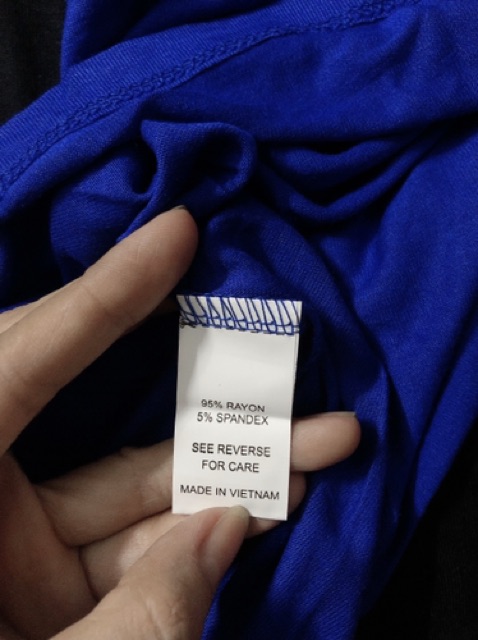 95% RAYON
5% SPANDEX
SEE REVERSE
FOR CARE
MADE IN VIETNAM